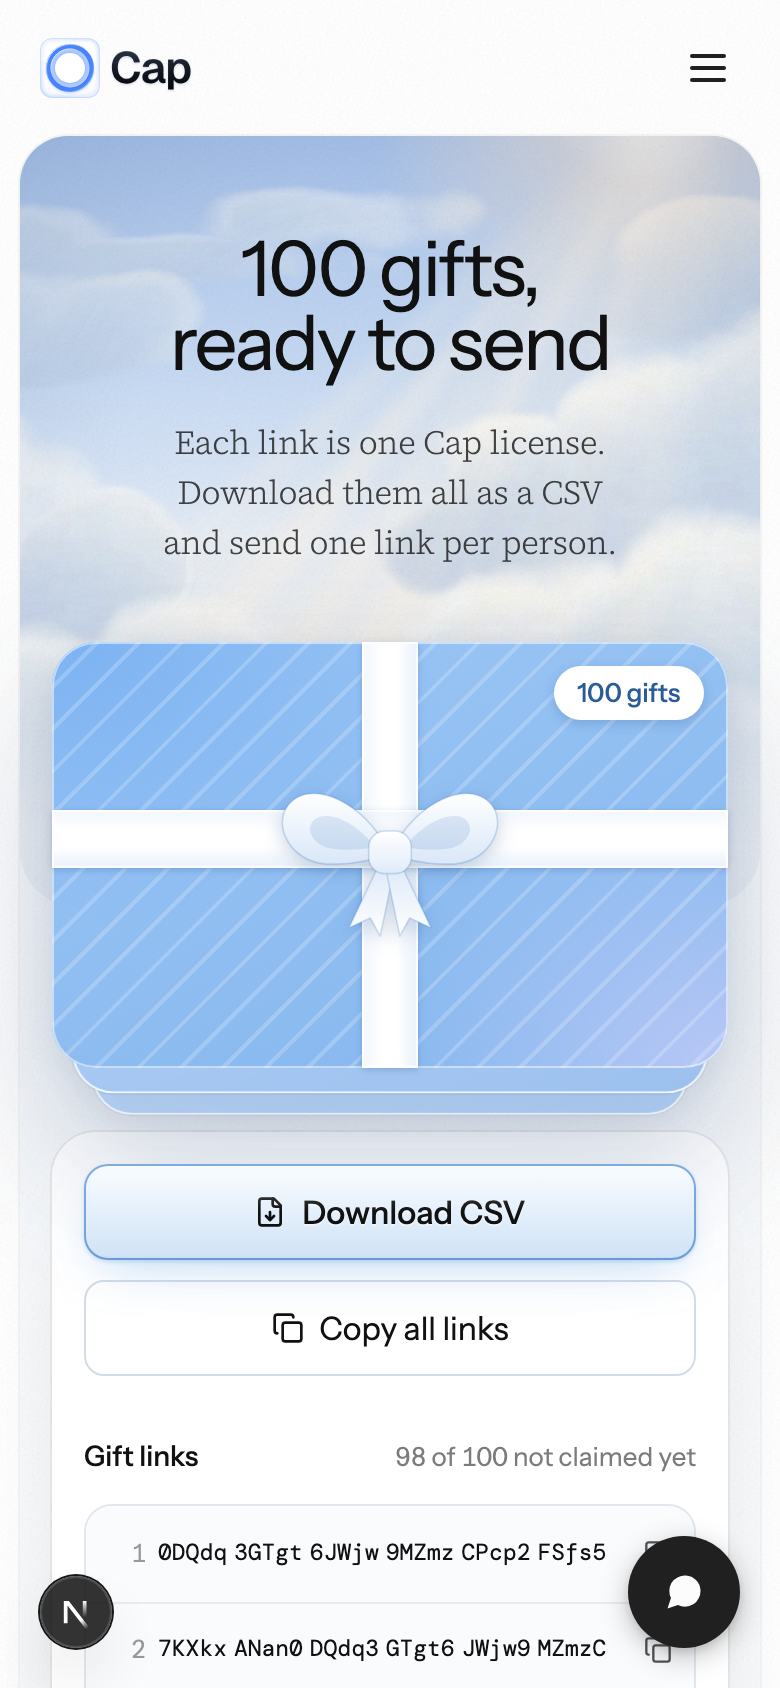 Cap
100 gifts,
ready to send
Each link is one Cap license.
Download them all as a CSV
and send one link per person.
100 gifts
Download CSV
Copy all links
Gift links 98 of 100 not claimed yet
1 0DQdq 3GTgt 6JWjw 9MZmz CPcp2 FSfs5
2 7KXkx ANan0 DQdq3 GTgt6 JWjw9 MZmzC
N